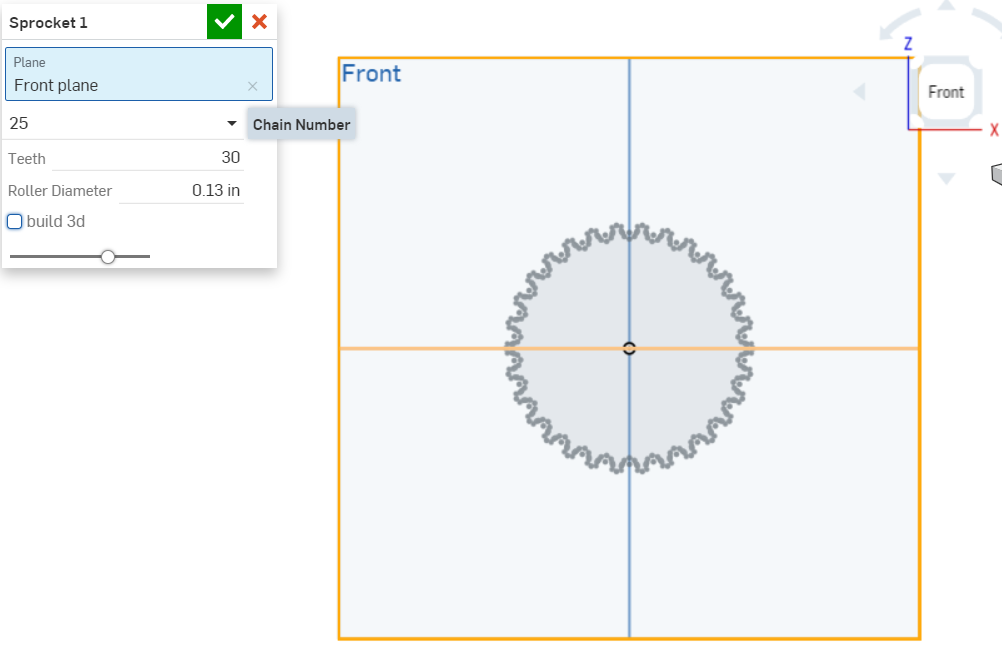 Sprocket 1
Plane
Front plane
25
Chain Number
Teeth 30
Roller Diameter 0.13 in
build 3d
Front
Z
Front
X